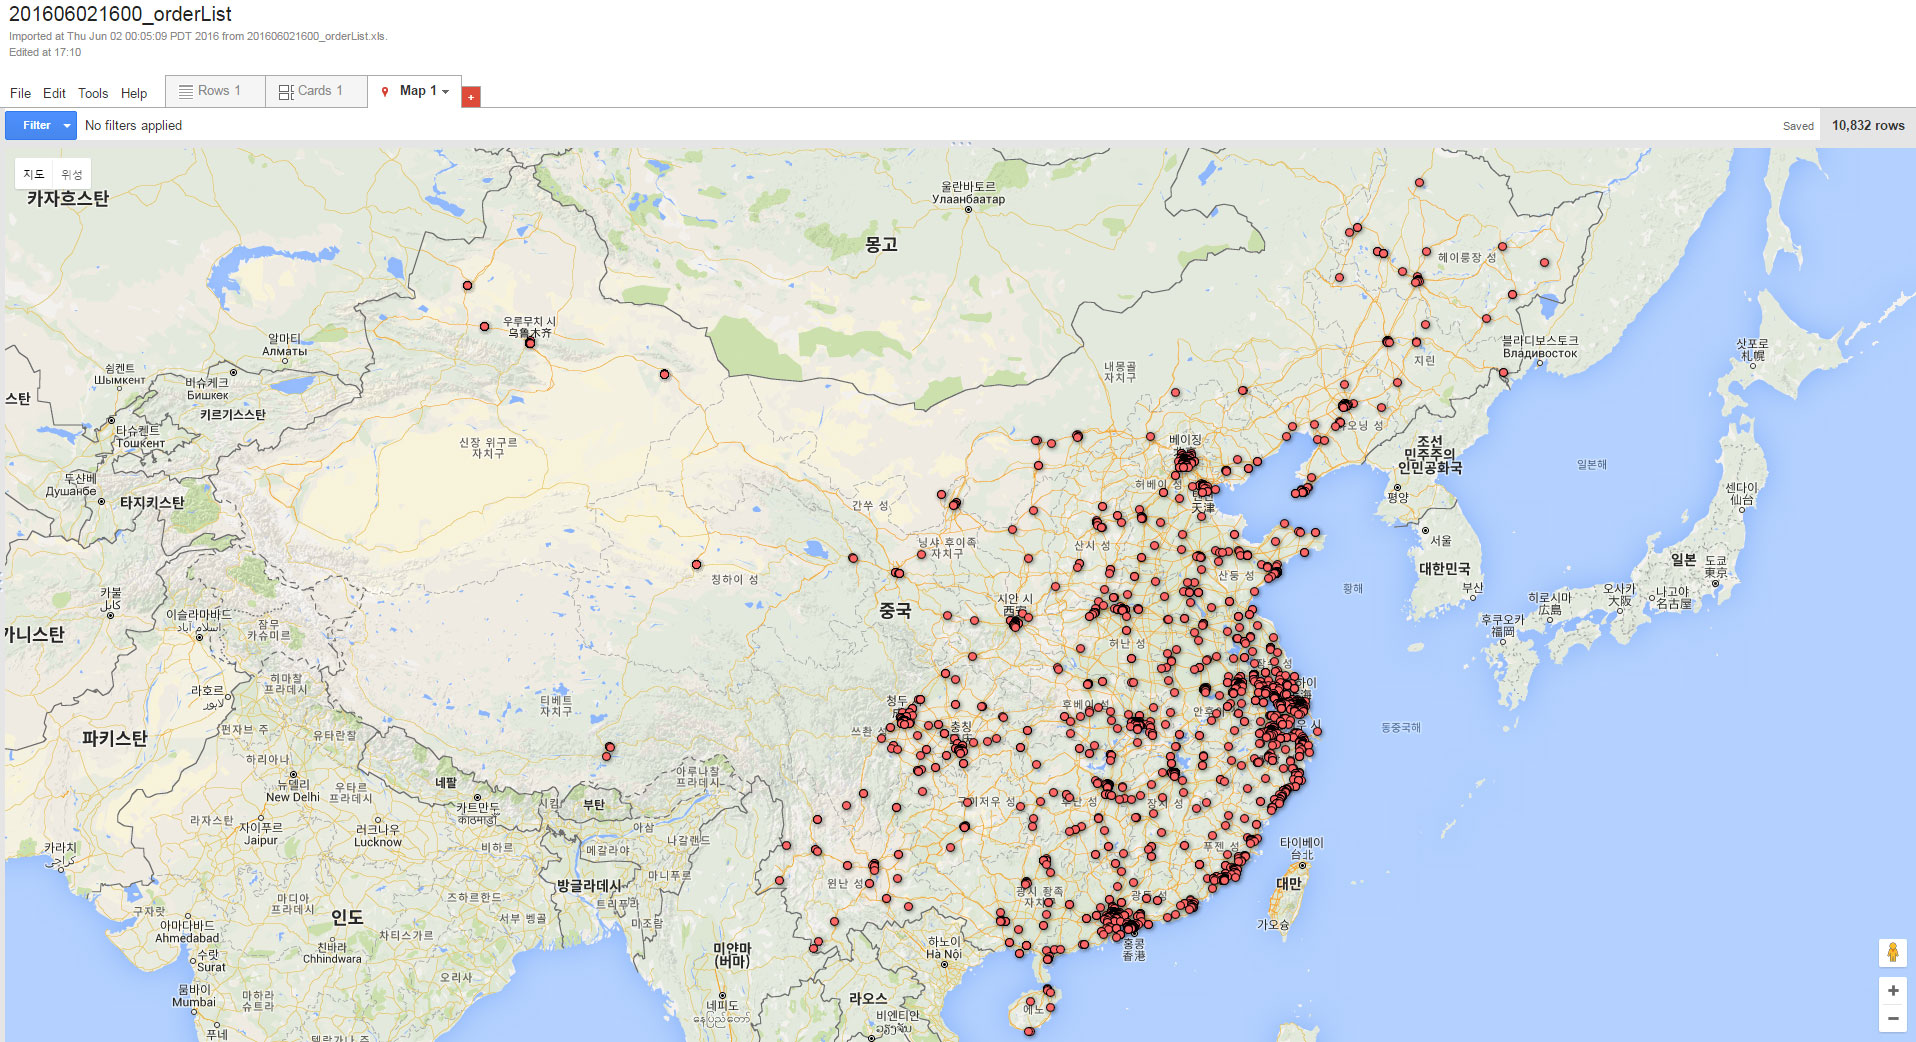 201606021600_orderList
Imported at Thu Jun 02 00:05:09 PDT 2016 from 201606021600_orderList.xls.
Edited at 17:10
File Edit Tools Help
Rows 1
Cards 1
Map 1
+
Filter
No filters applied
Saved
10,832 rows
지도
위성
카자흐스탄
울란바토르
Улаанбаатар
몽고
헤이룽장 성
우루무치 시
乌鲁木齐
알마티
Алматы
쉼켄트
Шымкент
비슈케크
Бишкек
키르기스스탄
스탄
타슈켄트
Тошкент
내몽골
자치구
지린
블라디보스토크
Владивосток
삿포로
札幌
신장 위구르
자치구
베이징
랴오닝 성
조선
민주주의
인민공화국
평양
일본해
센다이
仙台
두샨베
Душанбе
타지키스탄
간쑤 성
허베이 성
天津
닝샤 후이족
자치구
산시 성
산둥 성
칭하이 성
서울
대한민국
부산
황해
일본
도쿄
東京
나고야
名古屋
오사카
大阪
히로시마
広島
후쿠오카
福岡
카불
کابل
이슬라마바드
اسلام آباد
가니스탄
잠무
카슈미르
중국
시안 시
西安
허난 성
히마찰
프라데시
라호르
لاہور
티베트
자치구
청두
충칭
쓰촨
후베이 성
동중국해
파키스탄
펀자브 주
유타란찰
하리아나
뉴델리
New Delhi
우타르
프라데시
네팔
카트만두
काठमाडौं
시킴
부탄
아루나찰
프라데시
아삼
나갈랜드
라자스탄
자이푸르
Jaipur
러크나우
Lucknow
비하르
메갈라야
마니푸르
카라치
كراچى
구이저우 성
장시 성
푸젠 성
타이베이
台北
대만
가오슝
윈난 성
광시 장족
자치구
광둥 성
홍콩
香港
구자랏
마디아
프라데시
즈하르칸드
방글라데시
트리푸라
서부 벵골
미조람
인도
아마다바드
Ahmedabad
차티스가르
친바라
Chhindwara
수랏
Surat
오리사
미얀마
(버마)
하노이
Hà Nội
뭄바이
Mumbai
마하라
슈트라
네피도
နေပြည်တော်
라오스
비엔티안
ວຽງຈັນ
푸네
텔랑가나 주
+
−